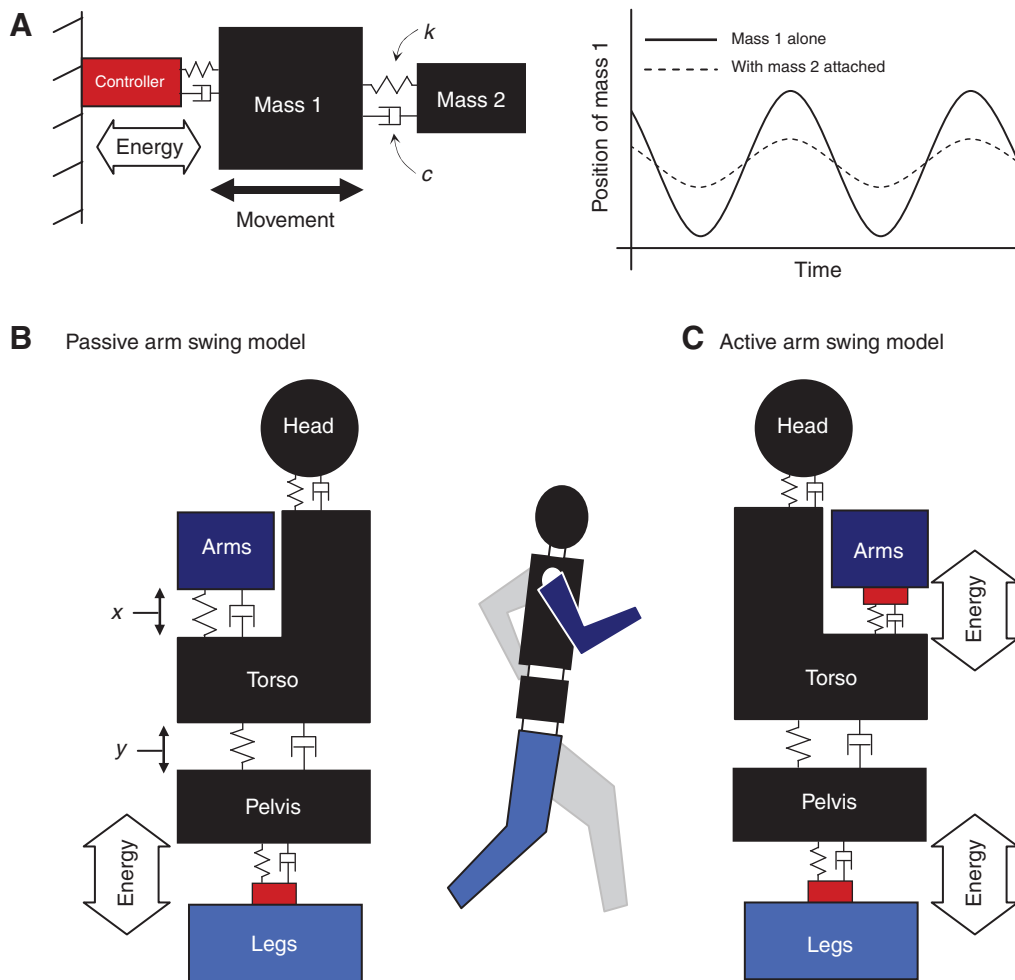 A
Controller
Energy
Mass 1
Movement
k
Mass 2
c
Position of mass 1
Mass 1 alone
With mass 2 attached
Time
B Passive arm swing model
Head
Arms
x
Torso
y
Pelvis
Energy
Legs
C Active arm swing model
Head
Arms
Energy
Torso
Pelvis
Energy
Legs